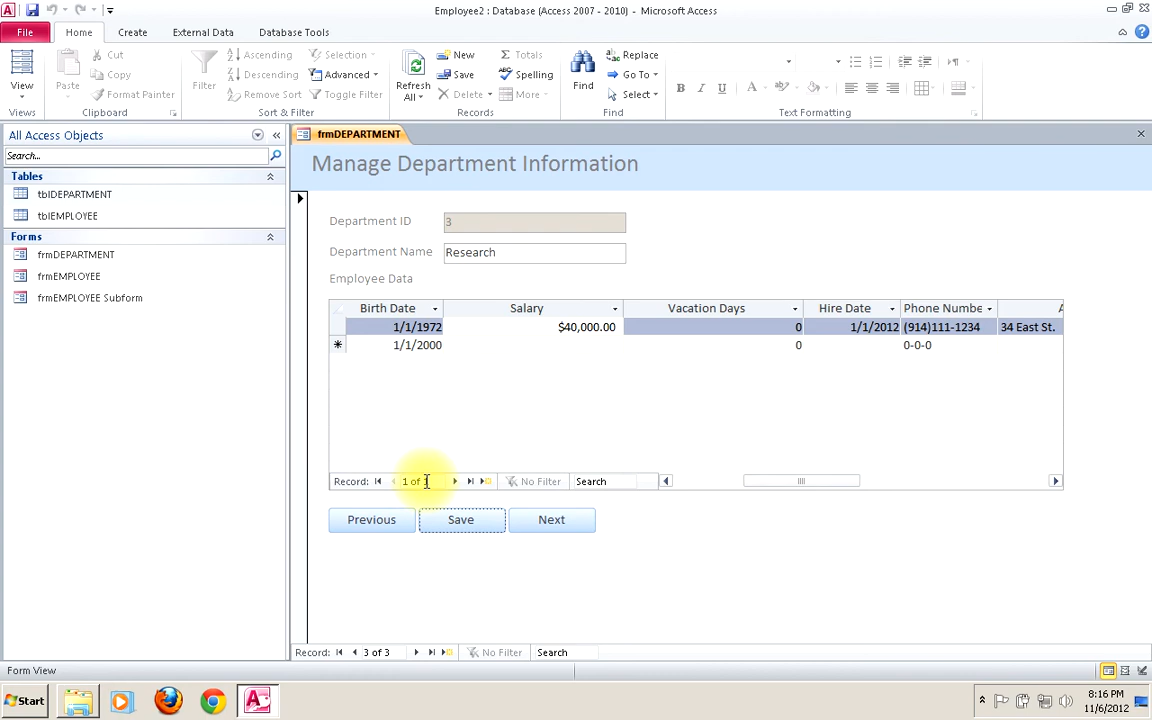 Employee2 : Database (Access 2007 - 2010) - Microsoft Access
File Home Create External Data Database Tools
View
Views
Paste
Cut
Copy
Format Painter
Clipboard
Filter
Ascending
Descending
Remove Sort
Selection
Advanced
Toggle Filter
Sort & Filter
Refresh All
New
Save
Delete
Totals
Spelling
More
Records
Find
Replace
Go To
Select
Find
B I U A
Text Formatting
All Access Objects
Search...
Tables
tblDEPARTMENT
tblEMPLOYEE
Forms
frmDEPARTMENT
frmEMPLOYEE
frmEMPLOYEE Subform
frmDEPARTMENT
Manage Department Information
Department ID 3
Department Name Research
Employee Data
Birth Date Salary Vacation Days Hire Date Phone Numbe
1/1/1972 $40,000.00 0 1/1/2012 (914)111-1234 34 East St.
1/1/2000 0 0-0-0
Record: 1 of No Filter Search
Previous Save Next
Record: 3 of 3 No Filter Search
Form View
Start
8:16 PM
11/6/2012